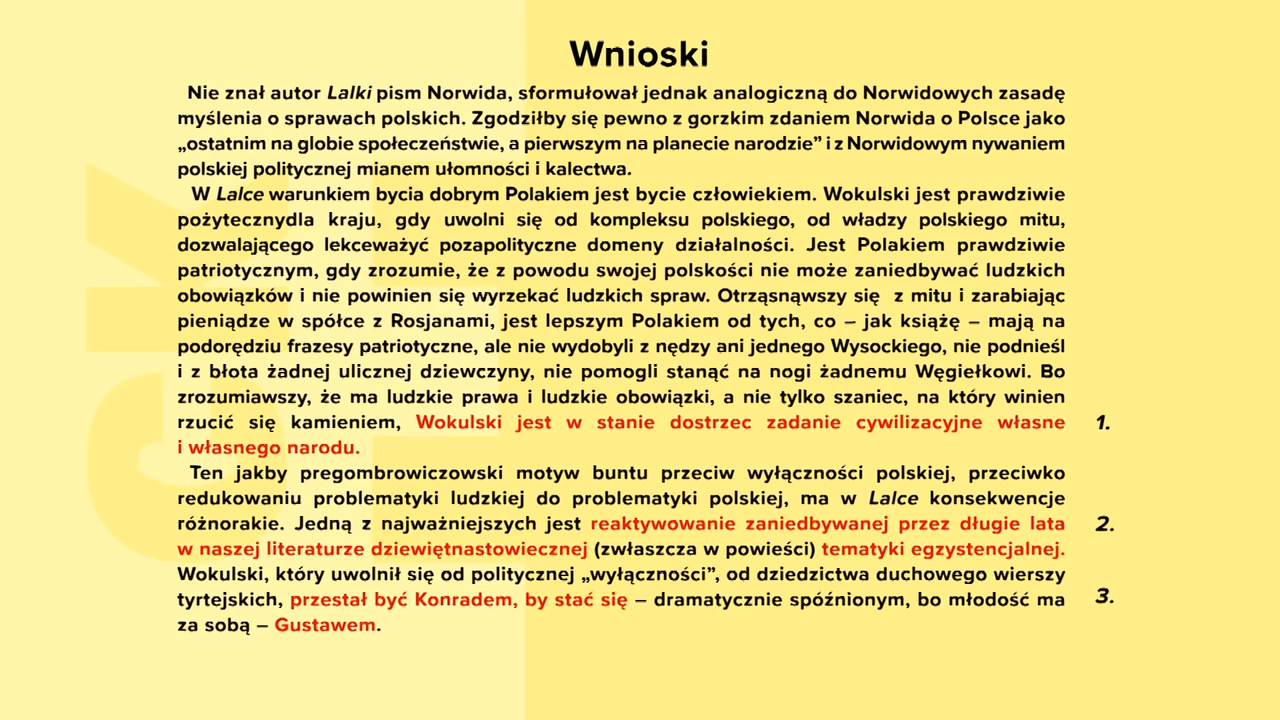 Wnioski
Nie znał autor Lalki pism Norwida, sformułował jednak analogiczną do Norwidowych zasadę
myślenia o sprawach polskich. Zgodziłby się pewno z gorzkim zdaniem Norwida o Polsce jako
„ostatnim na globie społeczeństwie, a pierwszym na planecie narodzie” i z Norwidowym nywaniem
polskiej politycznej mianem ułomności i kalectwa.
W Lalce warunkiem bycia dobrym Polakiem jest bycie człowiekiem. Wokulski jest prawdziwie
pożytecznydla kraju, gdy uwolni się od kompleksu polskiego, od władzy polskiego mitu,
dozwalającego lekceważyć pozapolityczne domeny działalności. Jest Polakiem prawdziwie
patriotycznym, gdy zrozumie, że z powodu swojej polskości nie może zaniedbywać ludzkich
obowiązków i nie powinien się wyrzekać ludzkich spraw. Otrząsnąwszy się z mitu i zarabiając
pieniądze w spółce z Rosjanami, jest lepszym Polakiem od tych, co – jak książę – mają na
podorędziu frazesy patriotyczne, ale nie wydobyli z nędzy ani jednego Wysockiego, nie podnieśl
i z błota żadnej ulicznej dziewczyny, nie pomogli stanąć na nogi żadnemu Węgiełkowi. Bo
zrozumiawszy, że ma ludzkie prawa i ludzkie obowiązki, a nie tylko szaniec, na który winien
rzucić się kamieniem, Wokulski jest w stanie dostrzec zadanie cywilizacyjne własne 1.
i własnego narodu.
Ten jakby pregombrowiczowski motyw buntu przeciw wyłączności polskiej, przeciwko
redukowaniu problematyki ludzkiej do problematyki polskiej, ma w Lalce konsekwencje
różnorakie. Jedną z najważniejszych jest reaktywowanie zaniedbywanej przez długie lata 2.
w naszej literaturze dziewiętnastowiecznej (zwłaszcza w powieści) tematyki egzystencjalnej.
Wokulski, który uwolnił się od politycznej „wyłączności”, od dziedzictwa duchowego wierszy
tyrtejskich, przestał być Konradem, by stać się – dramatycznie spóźnionym, bo młodość ma 3.
za sobą – Gustawem.